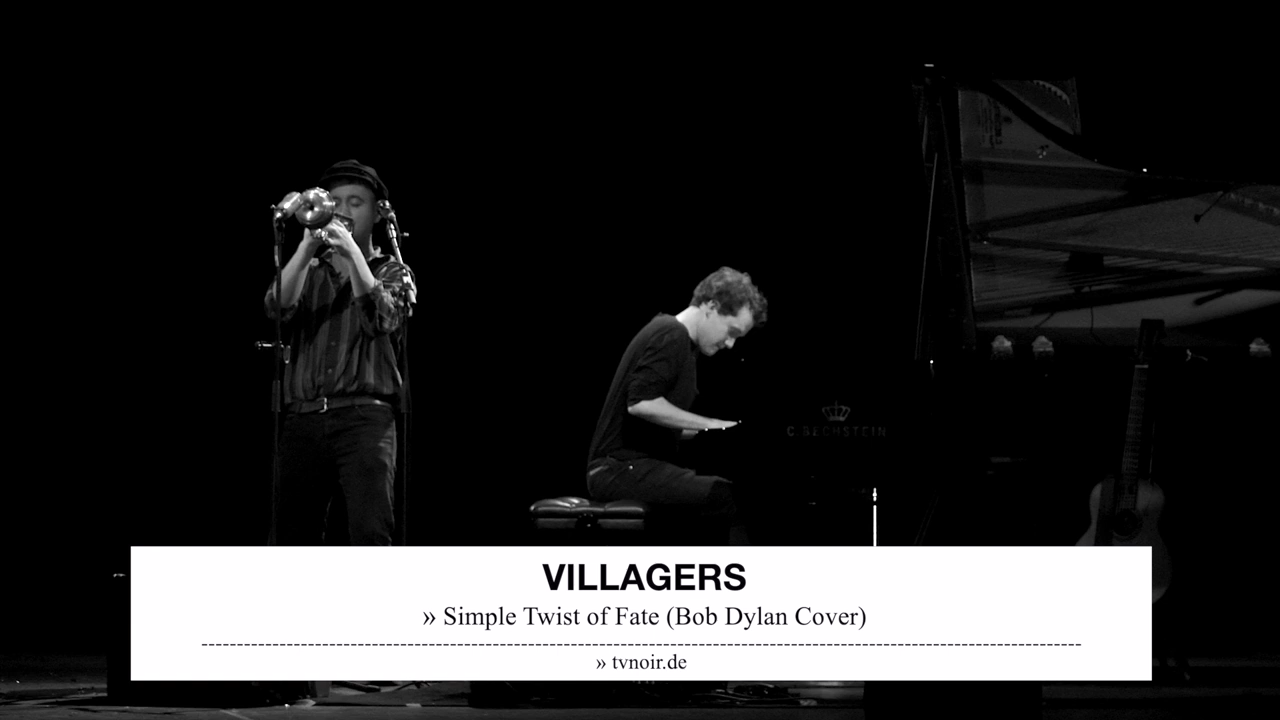 C. BECHSTEIN
VILLAGERS
» Simple Twist of Fate (Bob Dylan Cover)
» tvnoir.de